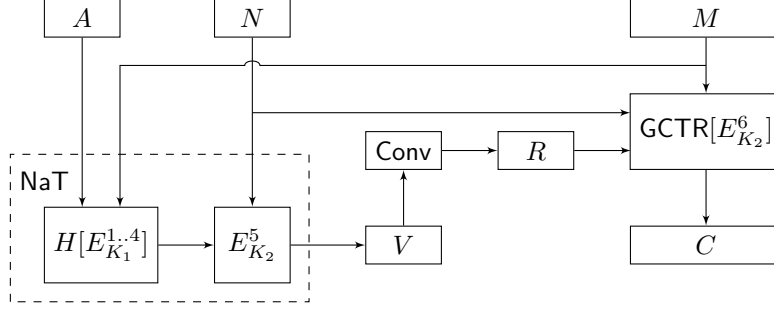 A N M
GCTR[E^6_{K_2}]
Conv R
NaT
H[E^{1..4}_{K_1}] E^5_{K_2} V C